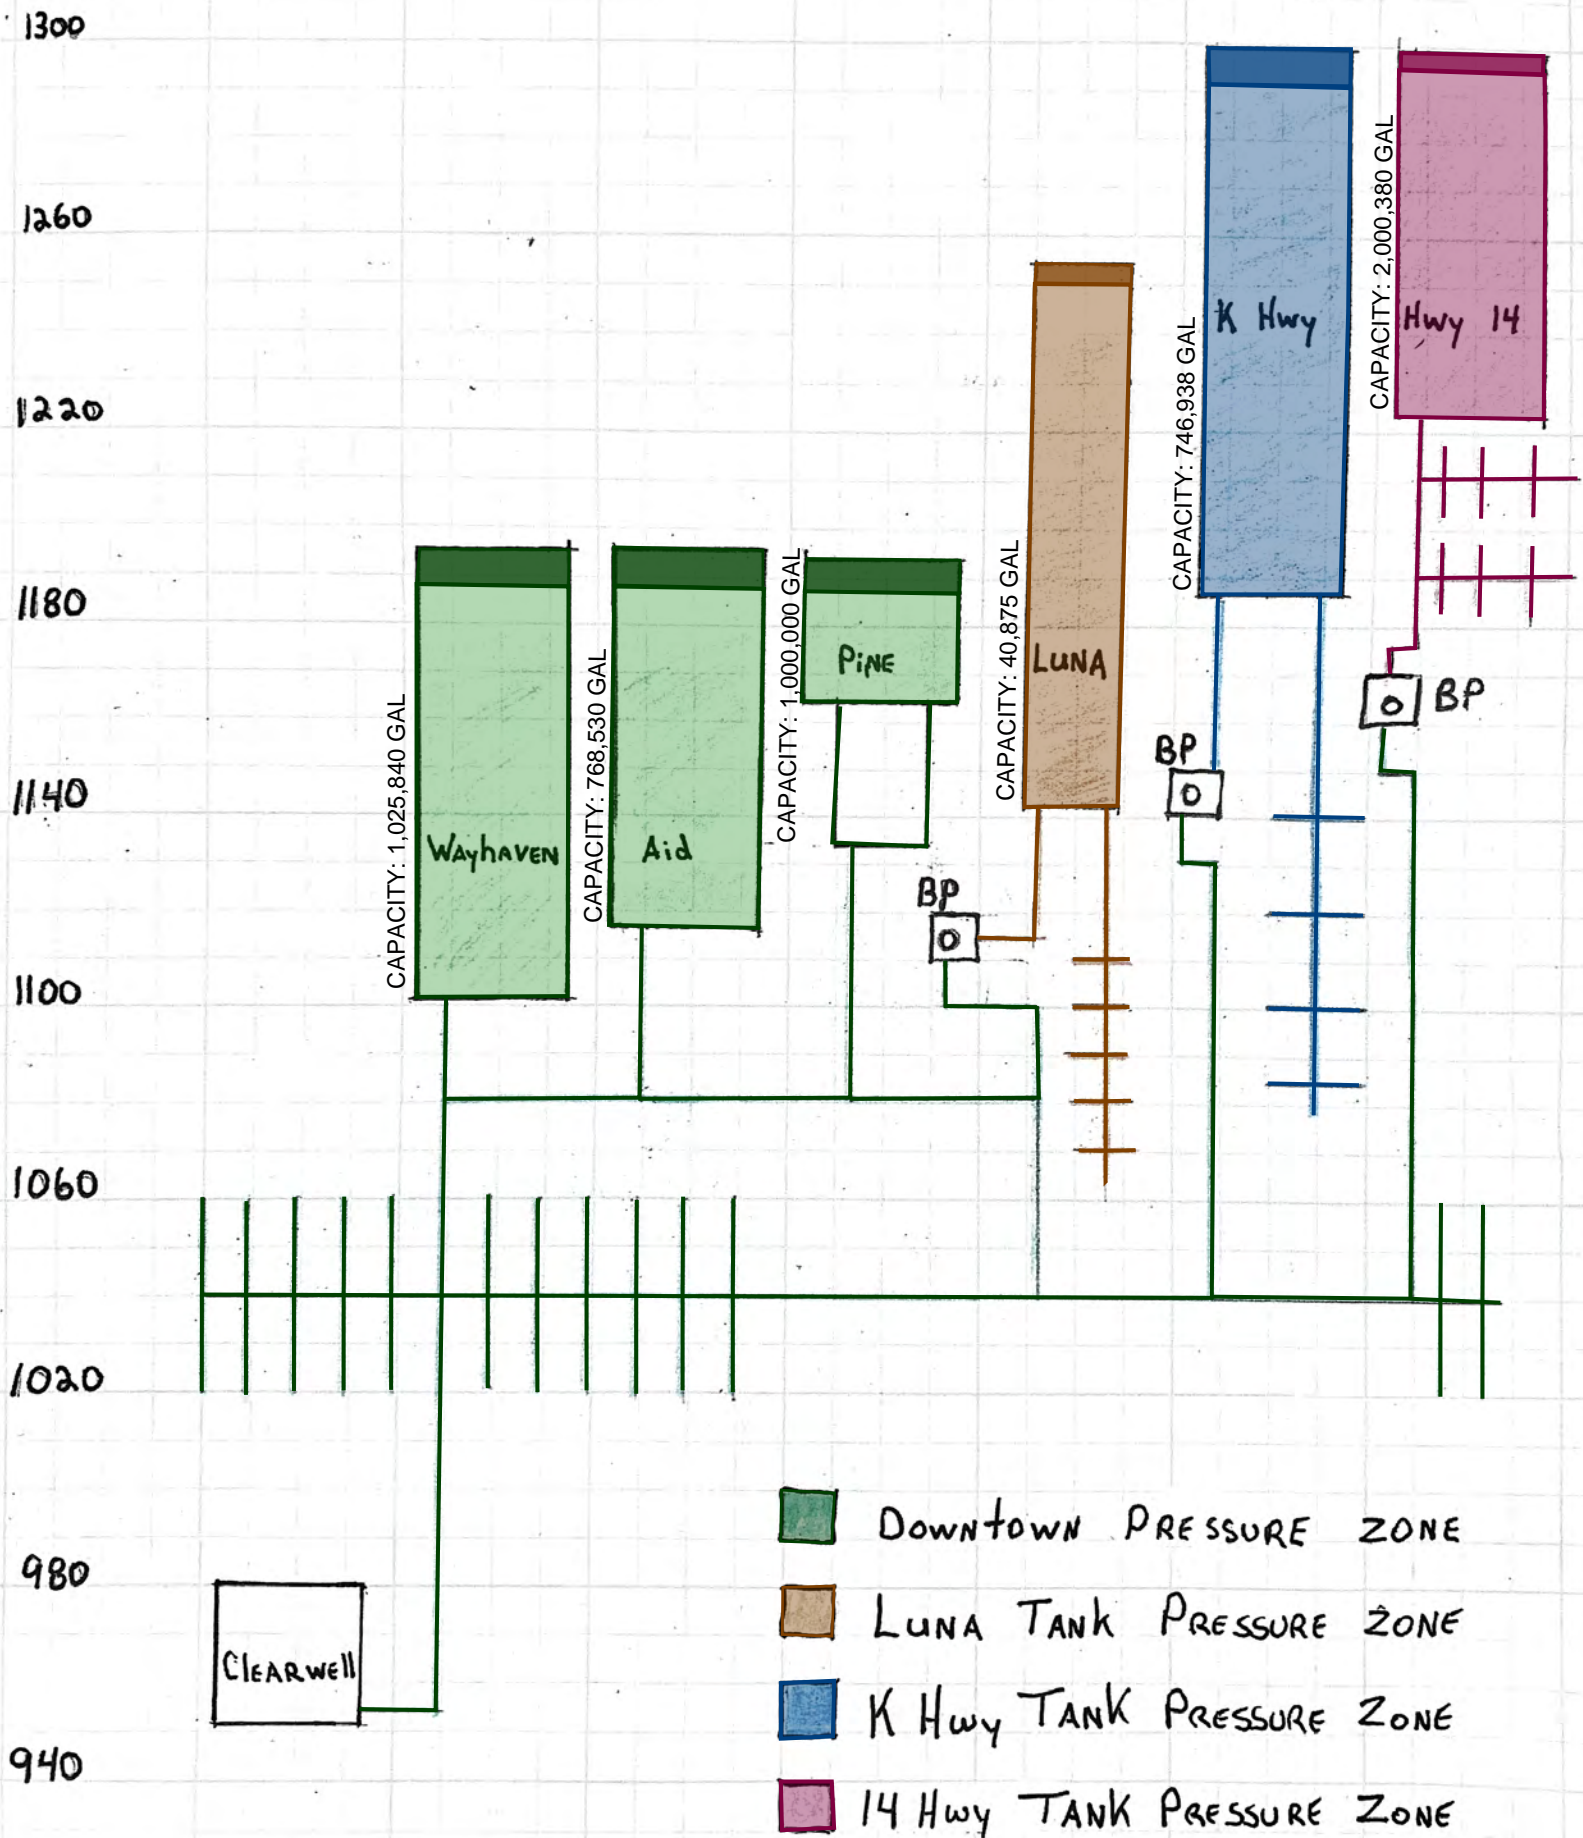 1300
1260
1220
1180
1140
1100
1060
1020
980
940
CAPACITY: 1,025,840 GAL
WAyhAVEN
CAPACITY: 768,530 GAL
Aid
CAPACITY: 1,000,000 GAL
PiNE
CAPACITY: 40,875 GAL
LUNA
BP
CAPACITY: 746,938 GAL
K Hwy
BP
CAPACITY: 2,000,380 GAL
Hwy 14
BP
ClEARWEll
DOWNtOWN PRESSURE ZONE
LUNA TANK PRESSURE ZONE
K Hwy TANK PRESSURE ZONE
14 Hwy TANK PRESSURE ZONE